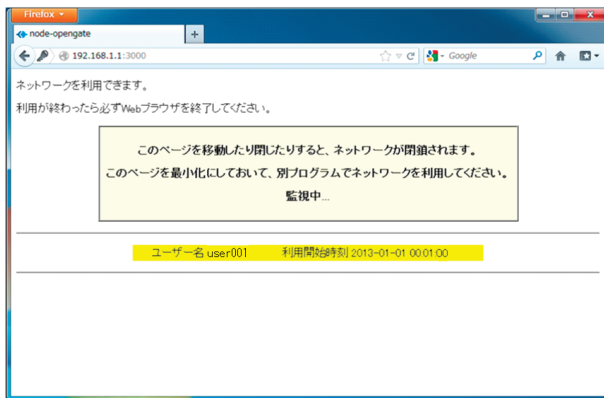 Firefox
node-opengate
192.168.1.1:3000
Google
ネットワークを利用できます。
利用が終わったら必ずWebブラウザを終了してください。
このページを移動したり閉じたりすると、ネットワークが閉鎖されます。
このページを最小化にしておいて、別プログラムでネットワークを利用してください。
監視中...
ユーザー名 user001 利用開始時刻 2013-01-01 00:01:00